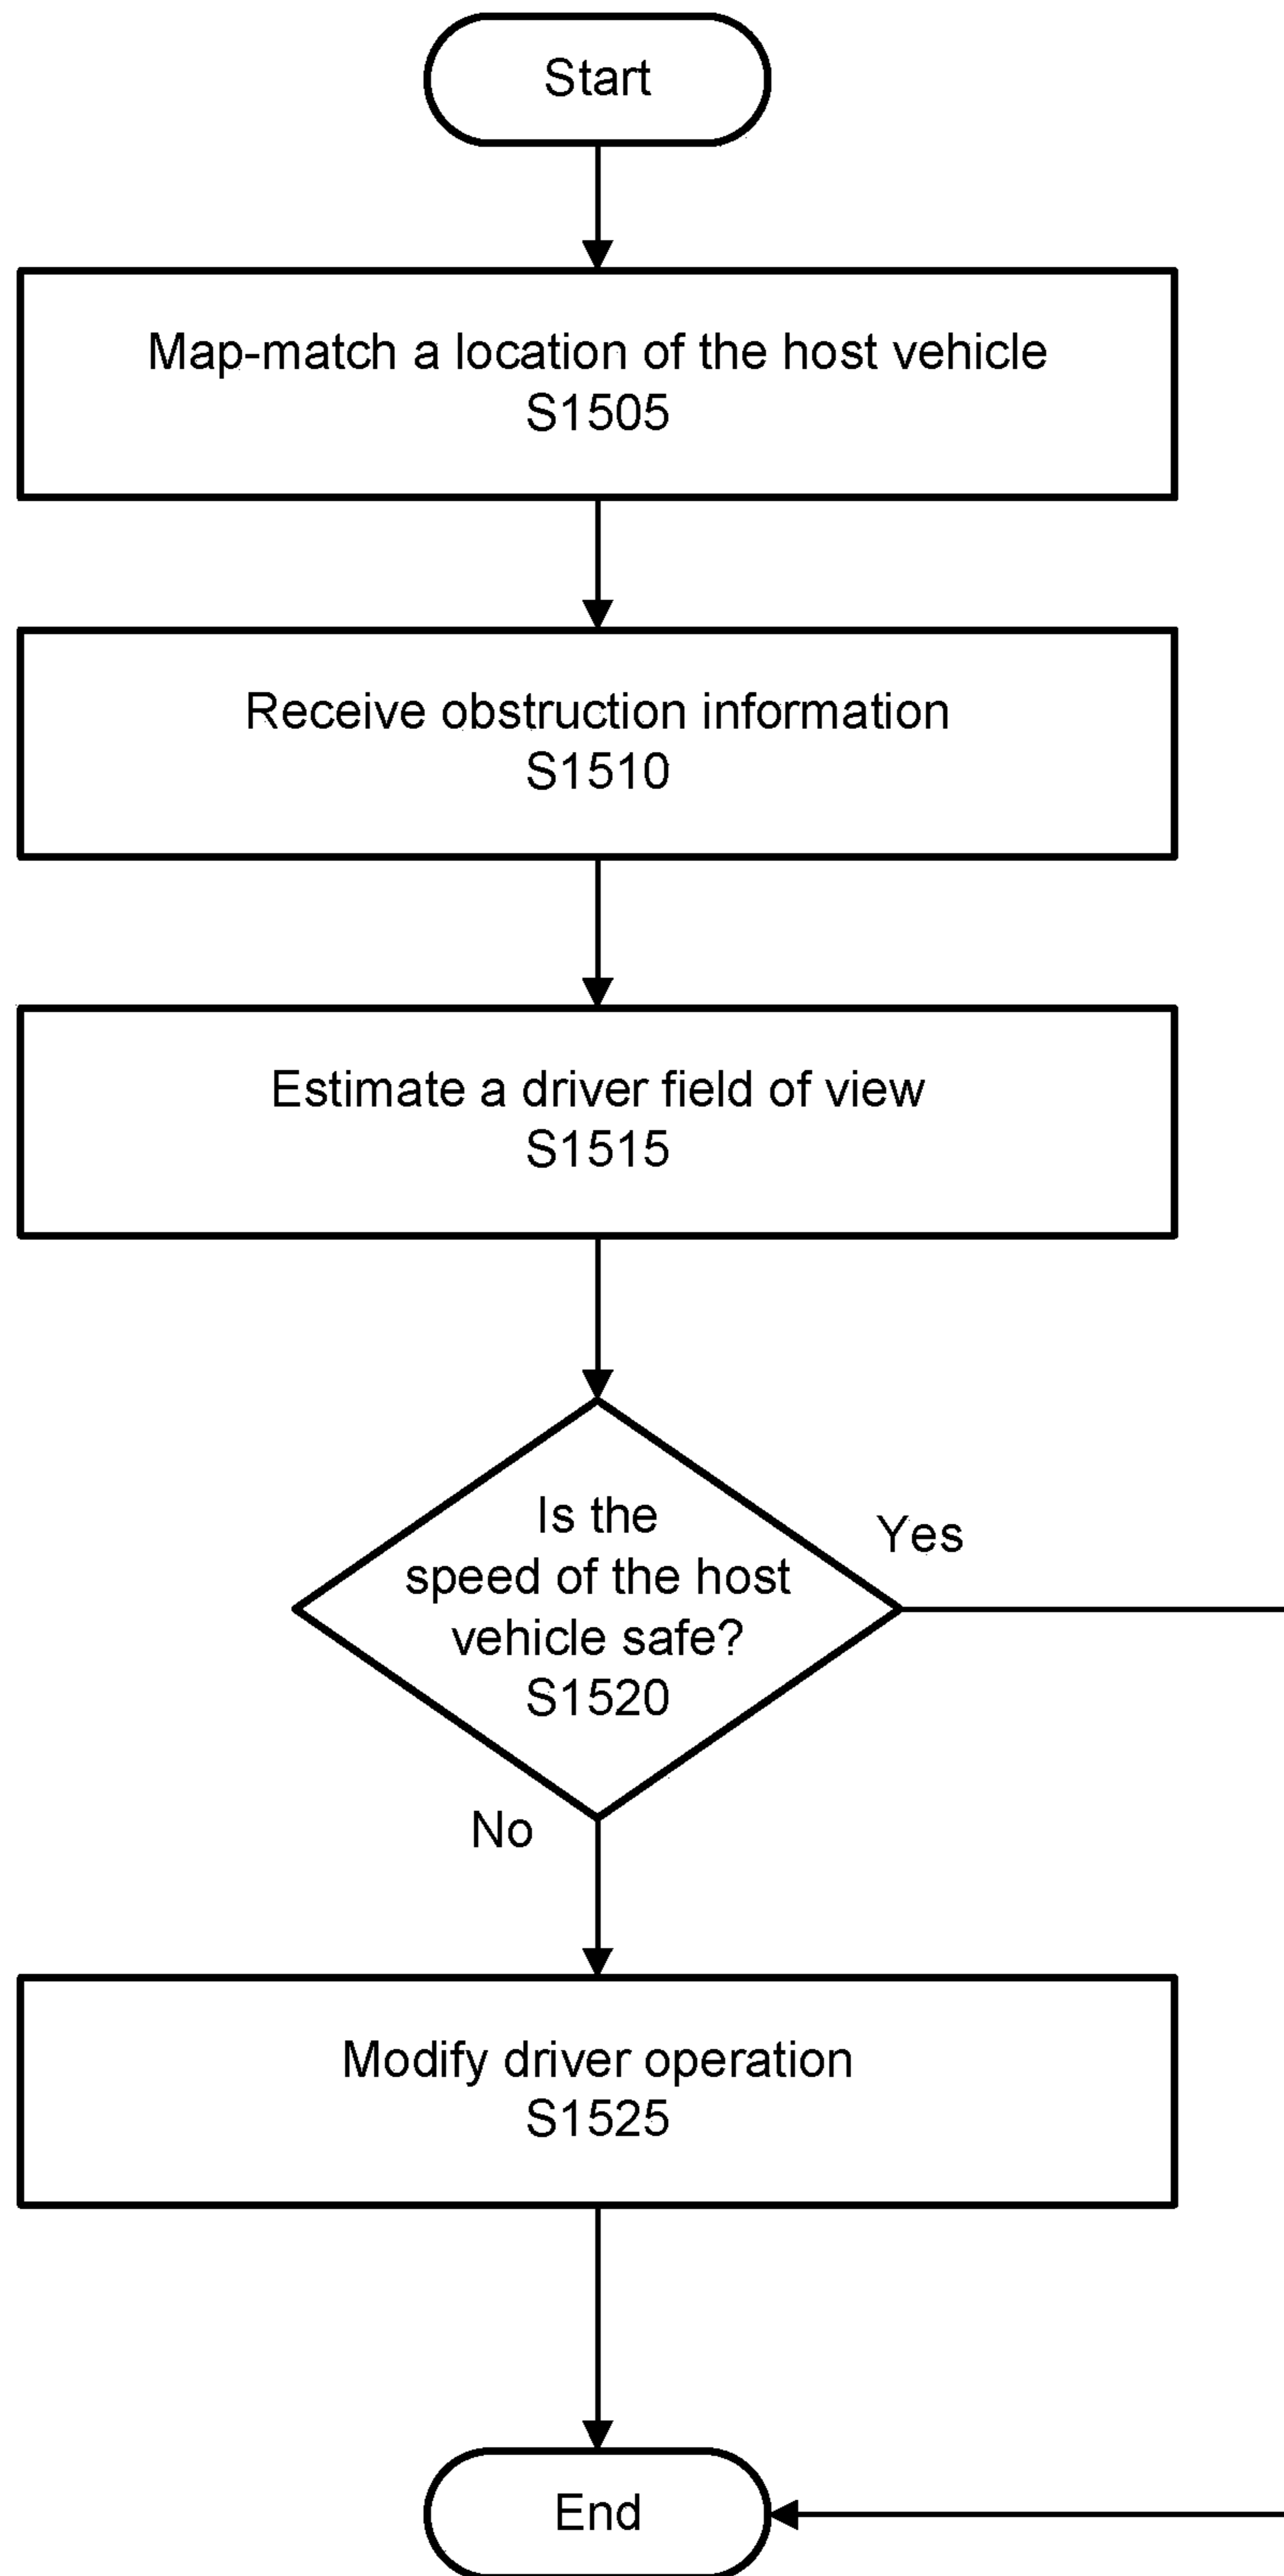 Start
Map-match a location of the host vehicle
S1505
Receive obstruction information
S1510
Estimate a driver field of view
S1515
Is the
speed of the host
vehicle safe?
S1520
Yes
No
Modify driver operation
S1525
End